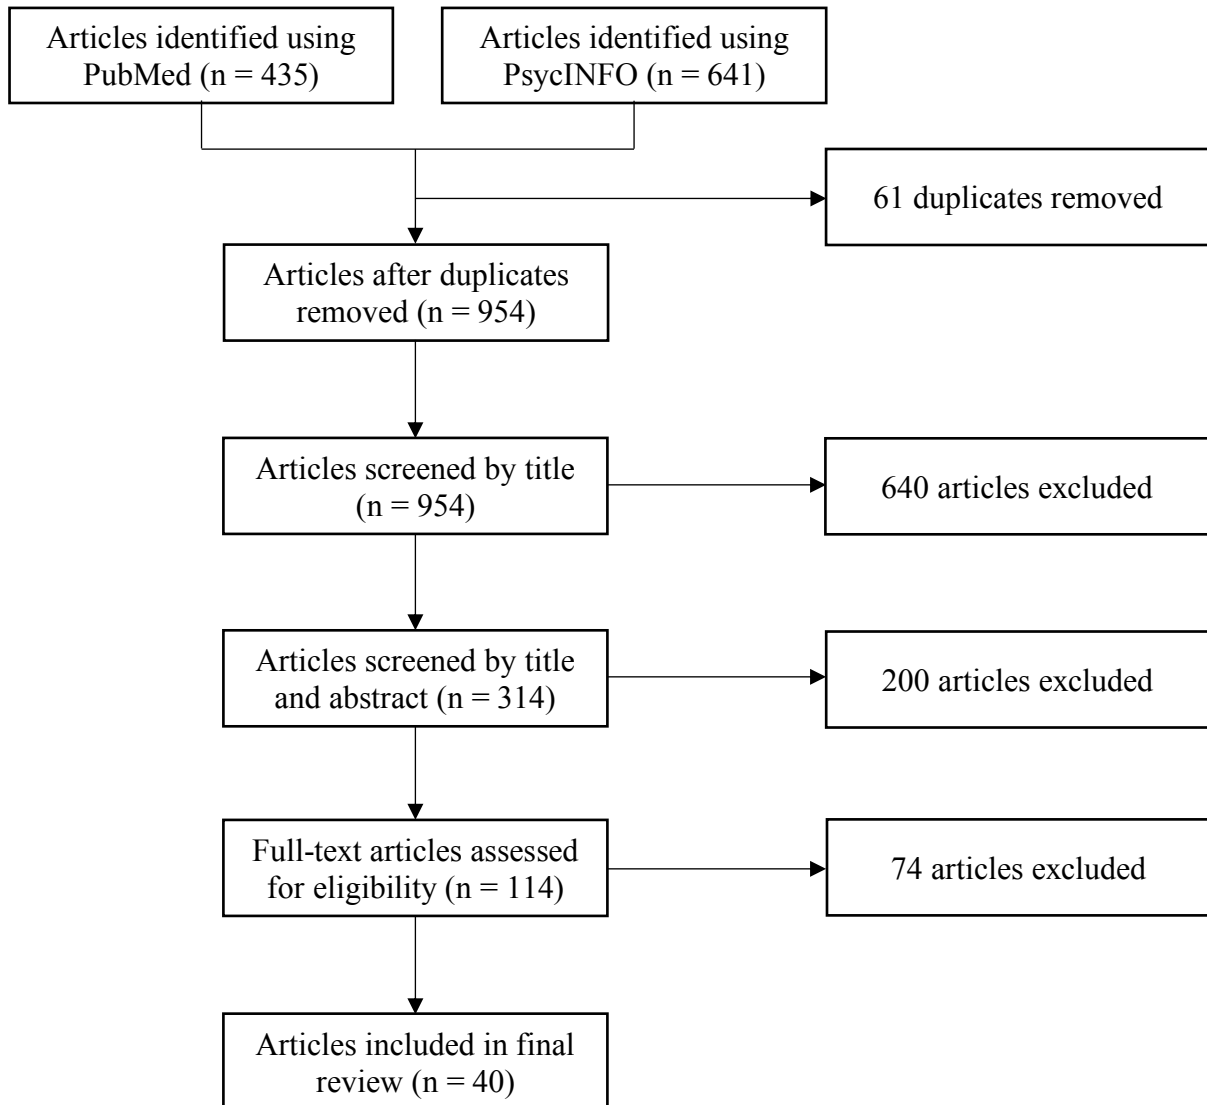 Articles identified using
PubMed (n = 435)
Articles identified using
PsycINFO (n = 641)
61 duplicates removed
Articles after duplicates
removed (n = 954)
Articles screened by title
(n = 954)
640 articles excluded
Articles screened by title
and abstract (n = 314)
200 articles excluded
Full-text articles assessed
for eligibility (n = 114)
74 articles excluded
Articles included in final
review (n = 40)